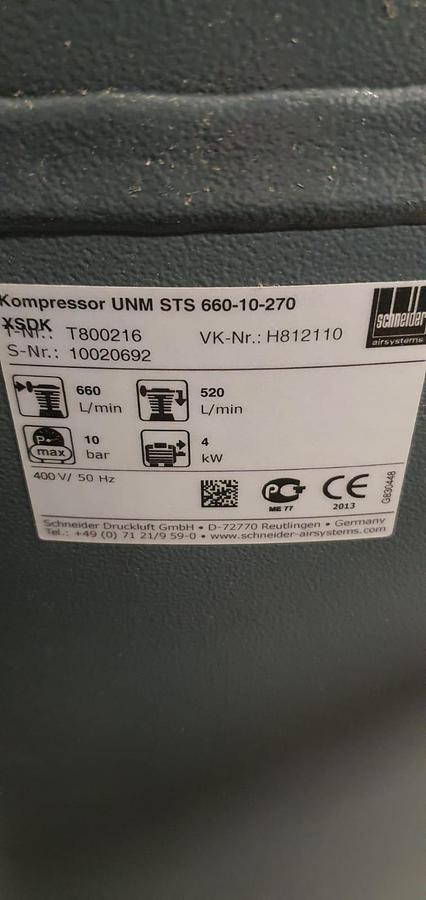 Kompressor UNM STS 660-10-270
XSDK
T-Nr.: T800216 VK-Nr.: H812110
S-Nr.: 10020692
schneider
airsystems
660 L/min
520 L/min
P max
10 bar
4 kW
400 V/ 50 Hz
ME 77
CE
2013
G830448
Schneider Druckluft GmbH • D-72770 Reutlingen • Germany
Tel.: +49 (0) 71 21/9 59-0 • www.schneider-airsystems.com